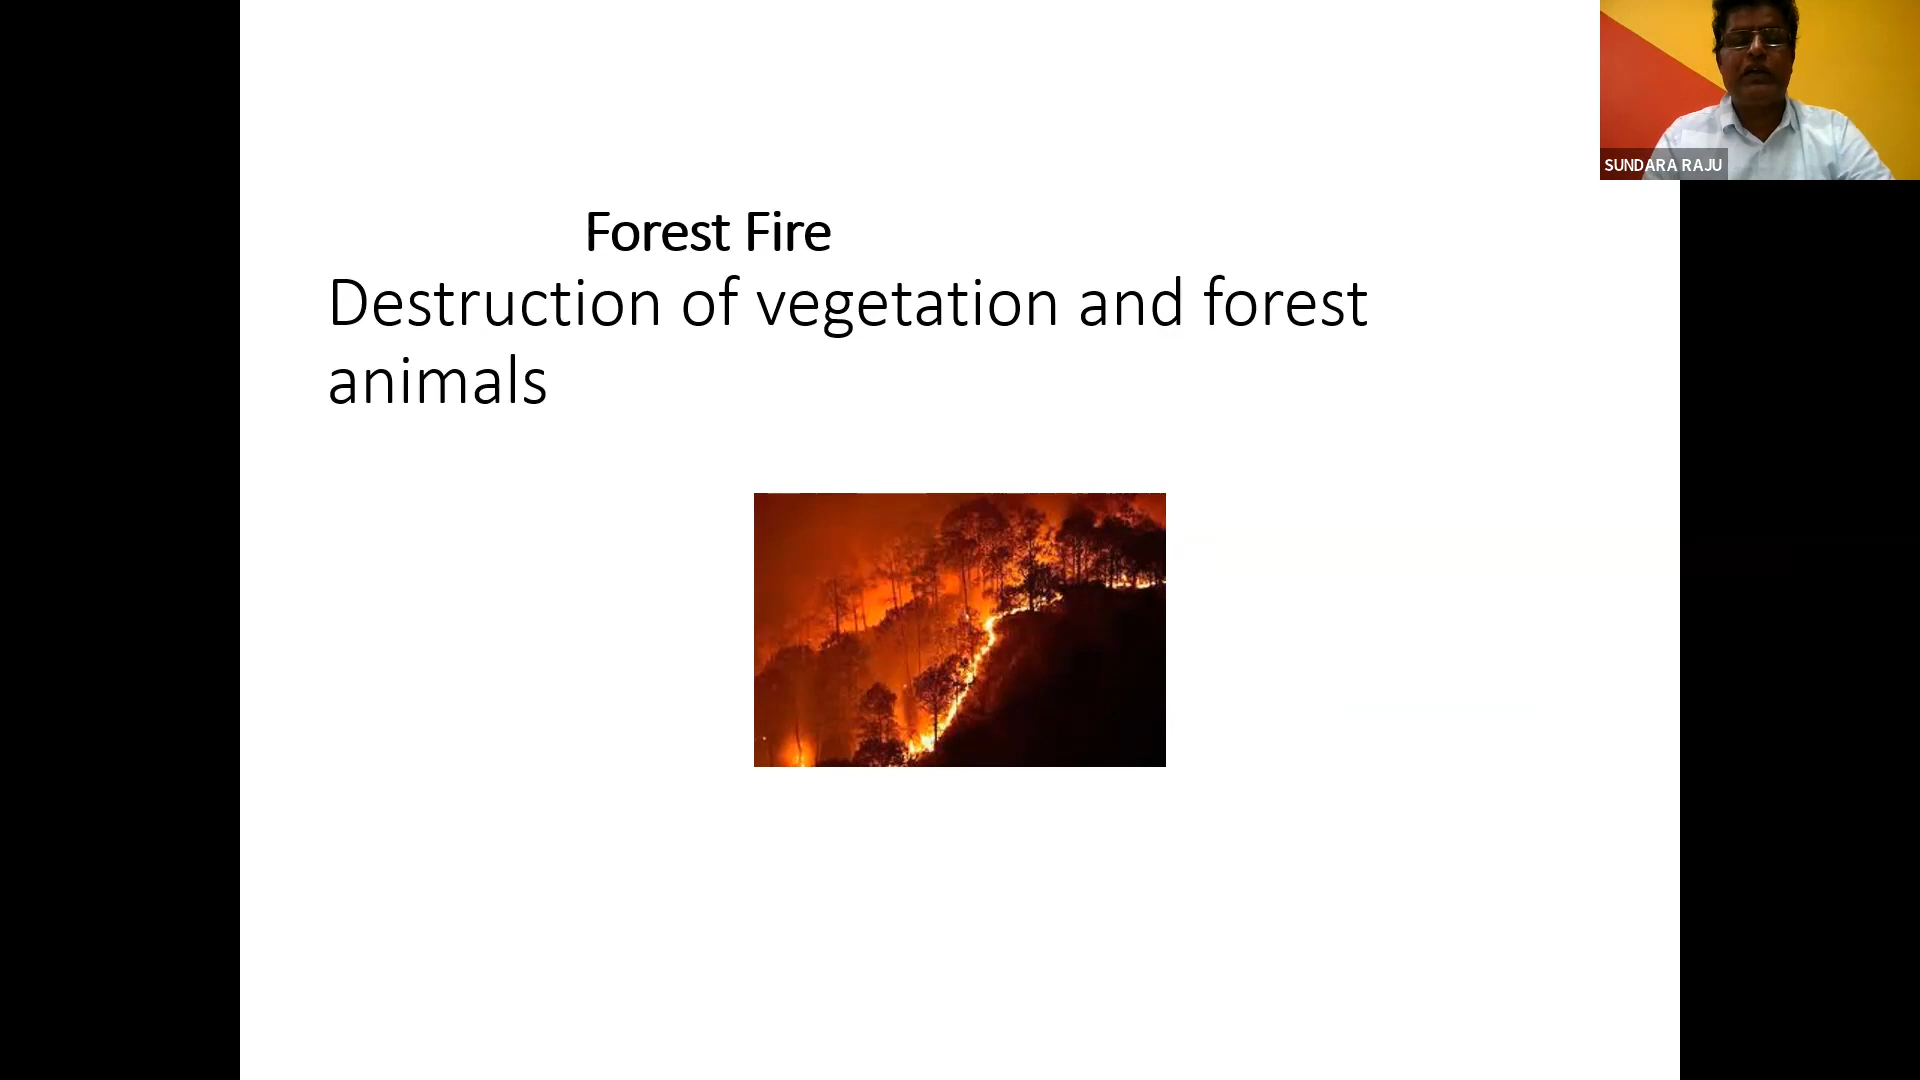 SUNDARA RAJU
Forest Fire
Destruction of vegetation and forest
animals